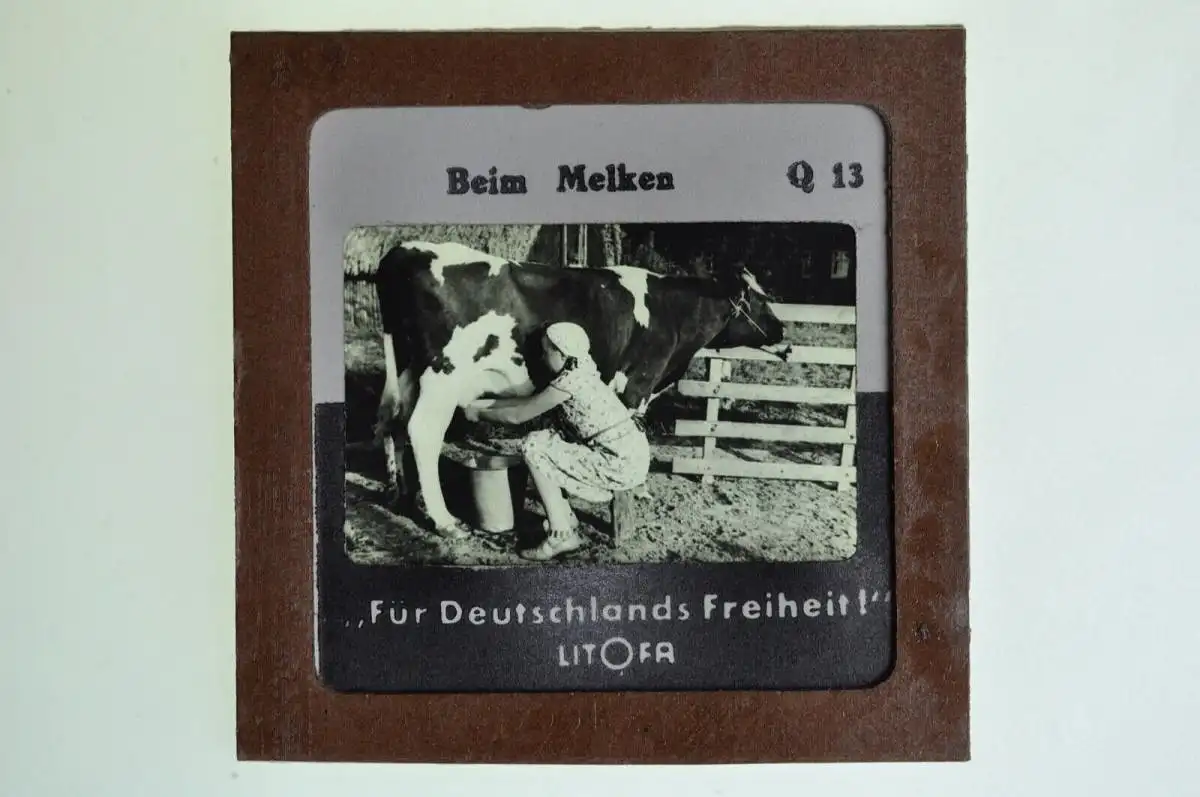 Beim Melken Q 13
„Für Deutschlands Freiheit!“
LITOFA